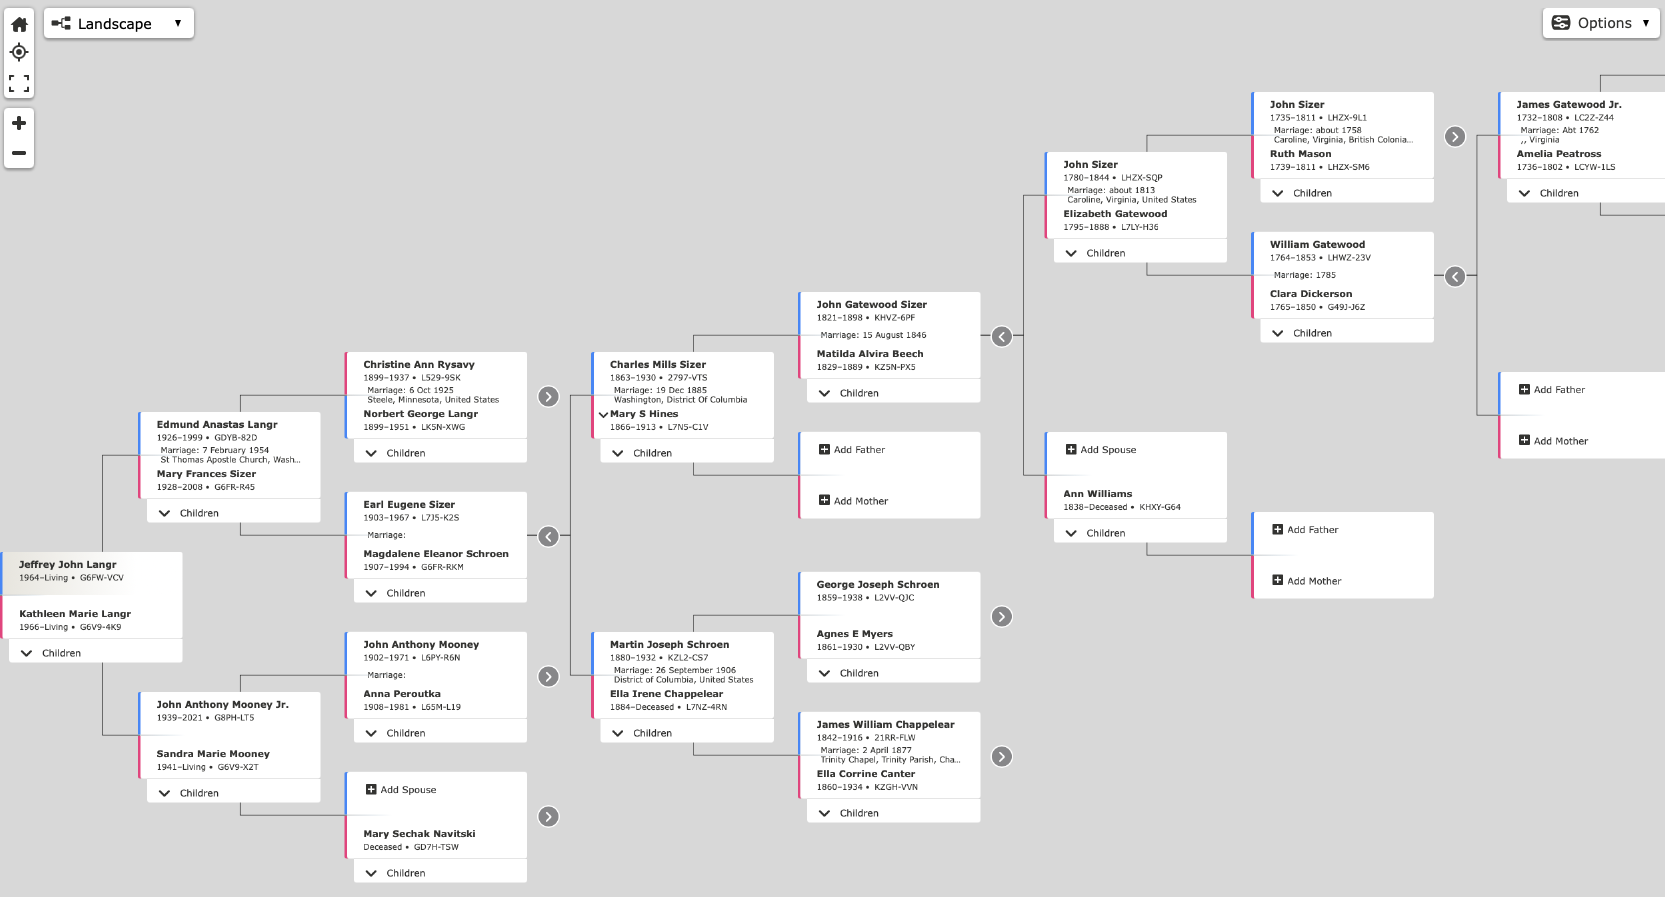 Landscape
Options
Jeffrey John Langr
1964–Living • G6FW-VCV
Kathleen Marie Langr
1966–Living • G6V9-4K9
Children
Edmund Anastas Langr
1926–1999 • GDYB-82D
Marriage: 7 February 1954
St Thomas Apostle Church, Wash...
Mary Frances Sizer
1928–2008 • G6FR-R45
Children
John Anthony Mooney Jr.
1939–2021 • G8PH-LT5
Sandra Marie Mooney
1941–Living • G6V9-X2T
Children
Christine Ann Rysavy
1899–1937 • L529-9SK
Marriage: 6 Oct 1925
Steele, Minnesota, United States
Norbert George Langr
1899–1951 • LK5N-XWG
Children
Earl Eugene Sizer
1903–1967 • L7J5-K2S
Marriage:
Magdalene Eleanor Schroen
1907–1994 • G6FR-RKM
Children
John Anthony Mooney
1902–1971 • L6PY-R6N
Marriage:
Anna Peroutka
1908–1981 • L65M-L19
Children
Add Spouse
Mary Sechak Navitski
Deceased • GD7H-TSW
Children
Charles Mills Sizer
1863–1930 • 2797-VTS
Marriage: 19 Dec 1885
Washington, District Of Columbia
Mary S Hines
1866–1913 • L7NS-C1V
Children
Martin Joseph Schroen
1880–1932 • KZL2-CS7
Marriage: 26 September 1906
District of Columbia, United States
Ella Irene Chappelear
1884–Deceased • L7NZ-4RN
Children
John Gatewood Sizer
1821–1898 • KHVZ-6PF
Marriage: 15 August 1846
Matilda Alvira Beech
1829–1889 • KZ5N-PX5
Children
Add Father
Add Mother
George Joseph Schroen
1859–1938 • L2VV-QJC
Agnes E Myers
1861–1930 • L2VV-QBY
Children
James William Chappelear
1842–1916 • 21RR-FLW
Marriage: 2 April 1877
Trinity Chapel, Trinity Parish, Cha...
Ella Corrine Canter
1860–1934 • KZGH-VVN
Children
John Sizer
1780–1844 • LHZX-SQP
Marriage: about 1813
Caroline, Virginia, United States
Elizabeth Gatewood
1795–1888 • L7LY-H36
Children
Add Spouse
Ann Williams
1838–Deceased • KHXY-G64
Children
John Sizer
1735–1811 • LHZX-9L1
Marriage: about 1758
Caroline, Virginia, British Colonia...
Ruth Mason
1739–1811 • LHZX-SM6
Children
William Gatewood
1764–1853 • LHWZ-23V
Marriage: 1785
Clara Dickerson
1765–1850 • G49J-J6Z
Children
Add Father
Add Mother
James Gatewood Jr.
1732–1808 • LC2Z-Z44
Marriage: Abt 1762
,, Virginia
Amelia Peatross
1736–1802 • LCYW-1LS
Children
Add Father
Add Mother